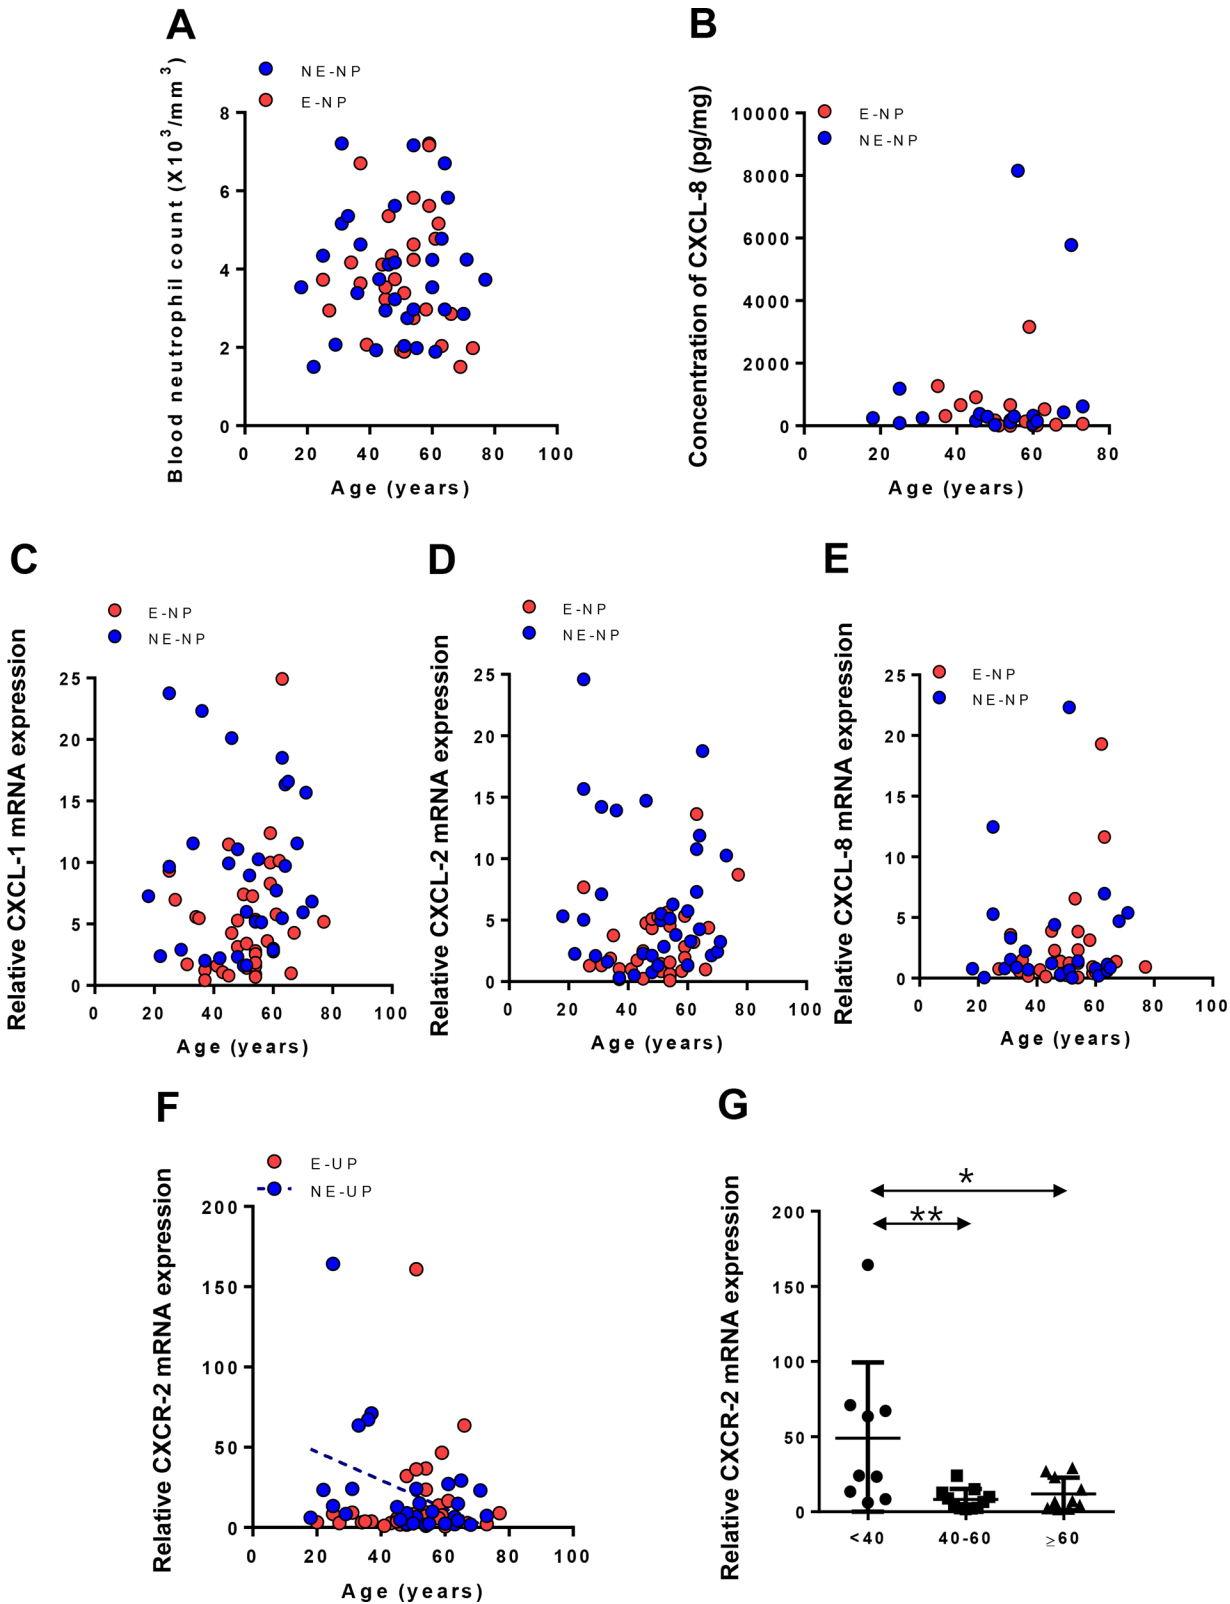 A
NE-NP
E-NP
Blood neutrophil count (X10³/mm³)
8
6
4
2
0
0 20 40 60 80 100
Age (years)
B
E-NP
NE-NP
Concentration of CXCL-8 (pg/mg)
10000
8000
6000
4000
2000
0
0 20 40 60 80
Age (years)
C
E-NP
NE-NP
Relative CXCL-1 mRNA expression
25
20
15
10
5
0
0 20 40 60 80 100
Age (years)
D
E-NP
NE-NP
Relative CXCL-2 mRNA expression
25
20
15
10
5
0
0 20 40 60 80 100
Age (years)
E
E-NP
NE-NP
Relative CXCL-8 mRNA expression
25
20
15
10
5
0
0 20 40 60 80 100
Age (years)
F
E-UP
NE-UP
Relative CXCR-2 mRNA expression
200
150
100
50
0
0 20 40 60 80 100
Age (years)
G
*
**
Relative CXCR-2 mRNA expression
200
150
100
50
0
<40 40-60 ≥60